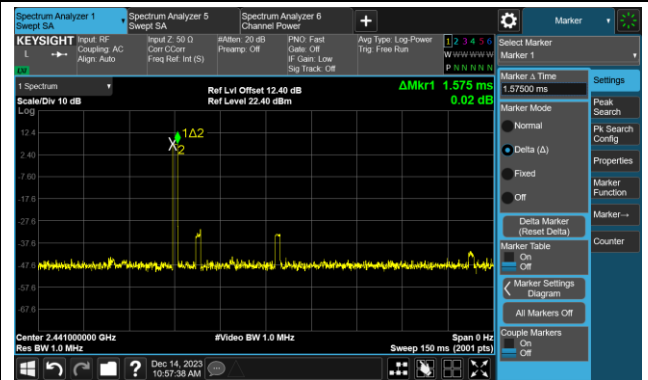 Spectrum Analyzer 1
Swept SA
Spectrum Analyzer 5
Swept SA
Spectrum Analyzer 6
Channel Power
Marker
KEYSIGHT
L
Input: RF
Coupling: AC
Align: Auto
Input Z: 50 Ω
Corr CCorr
Freq Ref: Int (S)
#Atten: 20 dB
Preamp: Off
PNO: Fast
Gate: Off
IF Gain: Low
Sig Track: Off
Avg Type: Log-Power
Trig: Free Run
1 2 3 4 5 6
W W W W W W
P N N N N N
Select Marker
Marker 1
1 Spectrum
Scale/Div 10 dB
Log
Ref Lvl Offset 12.40 dB
Ref Level 22.40 dBm
ΔMkr1 1.575 ms
0.02 dB
12.4
2.40
-7.60
-17.6
-27.6
-37.6
-47.6
-57.6
-67.6
1Δ2
X2
Center 2.441000000 GHz
Res BW 1.0 MHz
#Video BW 1.0 MHz
Span 0 Hz
Sweep 150 ms (2001 pts)
Marker Δ Time
1.57500 ms
Marker Mode
Normal
Delta (Δ)
Fixed
Off
Delta Marker
(Reset Delta)
Marker Table
On
Off
Marker Settings
Diagram
All Markers Off
Couple Markers
On
Off
Settings
Peak
Search
Pk Search
Config
Properties
Marker
Function
Marker→
Counter
?
Dec 14, 2023
10:57:38 AM